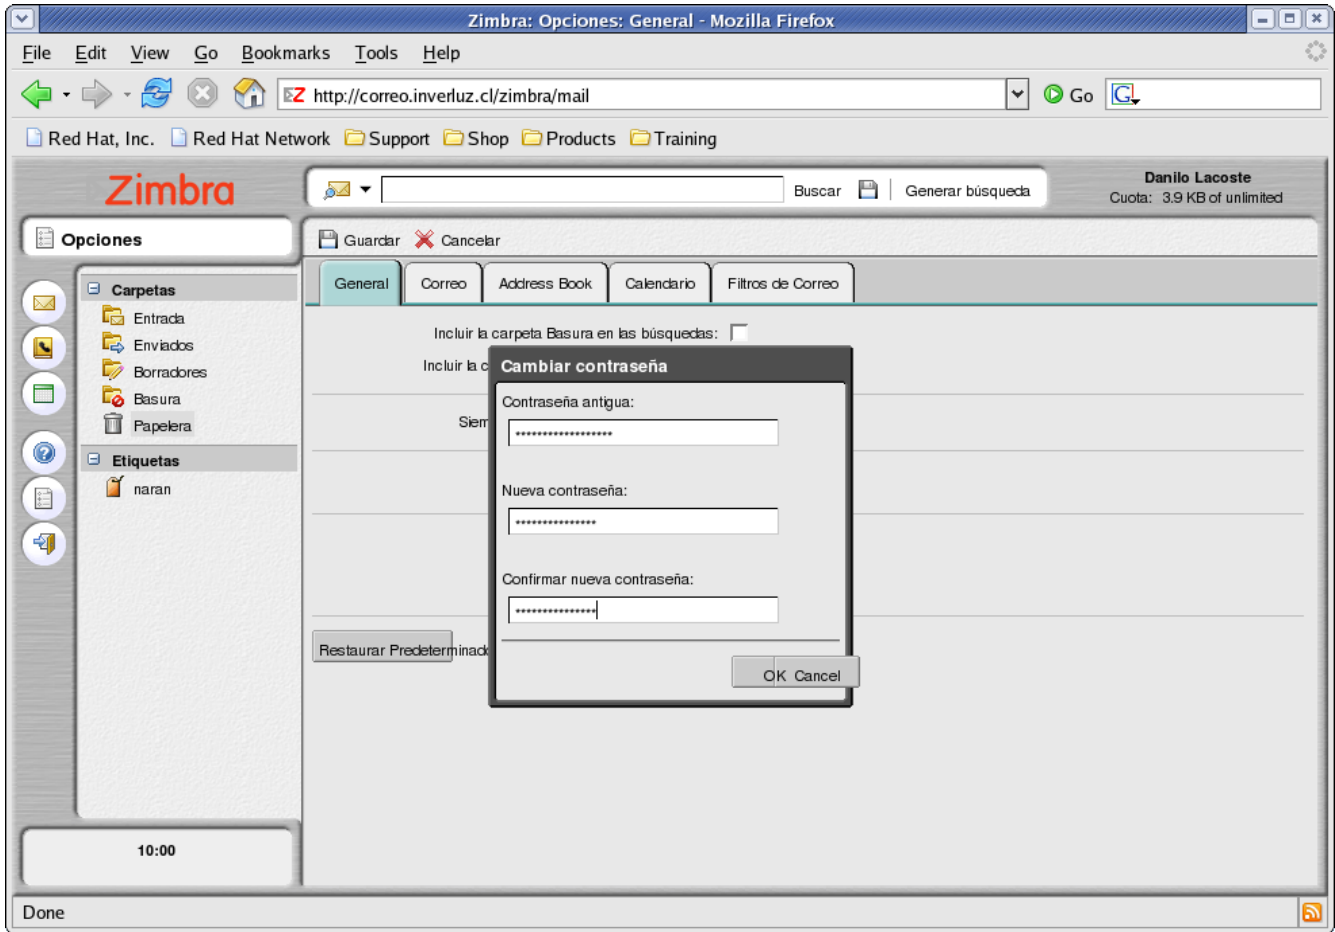 Zimbra: Opciones: General - Mozilla Firefox
File Edit View Go Bookmarks Tools Help
http://correo.inverluz.cl/zimbra/mail Go G
Red Hat, Inc. Red Hat Network Support Shop Products Training
Zimbra Buscar Generar búsqueda Danilo Lacoste
Cuota: 3.9 KB of unlimited
Opciones Guardar Cancelar
General Correo Address Book Calendario Filtros de Correo
Carpetas
Entrada
Enviados
Borradores
Basura
Papelera
Etiquetas
naran
10:00
Incluir la carpeta Basura en las búsquedas:
Incluir la c
Siem
Restaurar Predeterminado
Cambiar contraseña
Contraseña antigua:
******************
Nueva contraseña:
***************
Confirmar nueva contraseña:
***************
OK Cancel
Done